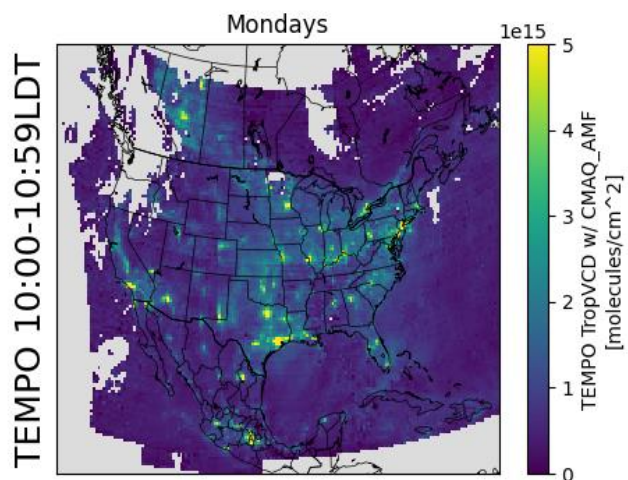 Mondays
1e15
TEMPO 10:00-10:59LDT
5
4
3
2
1
0
TEMPO TropVCD w/ CMAQ_AMF
[molecules/cm^2]